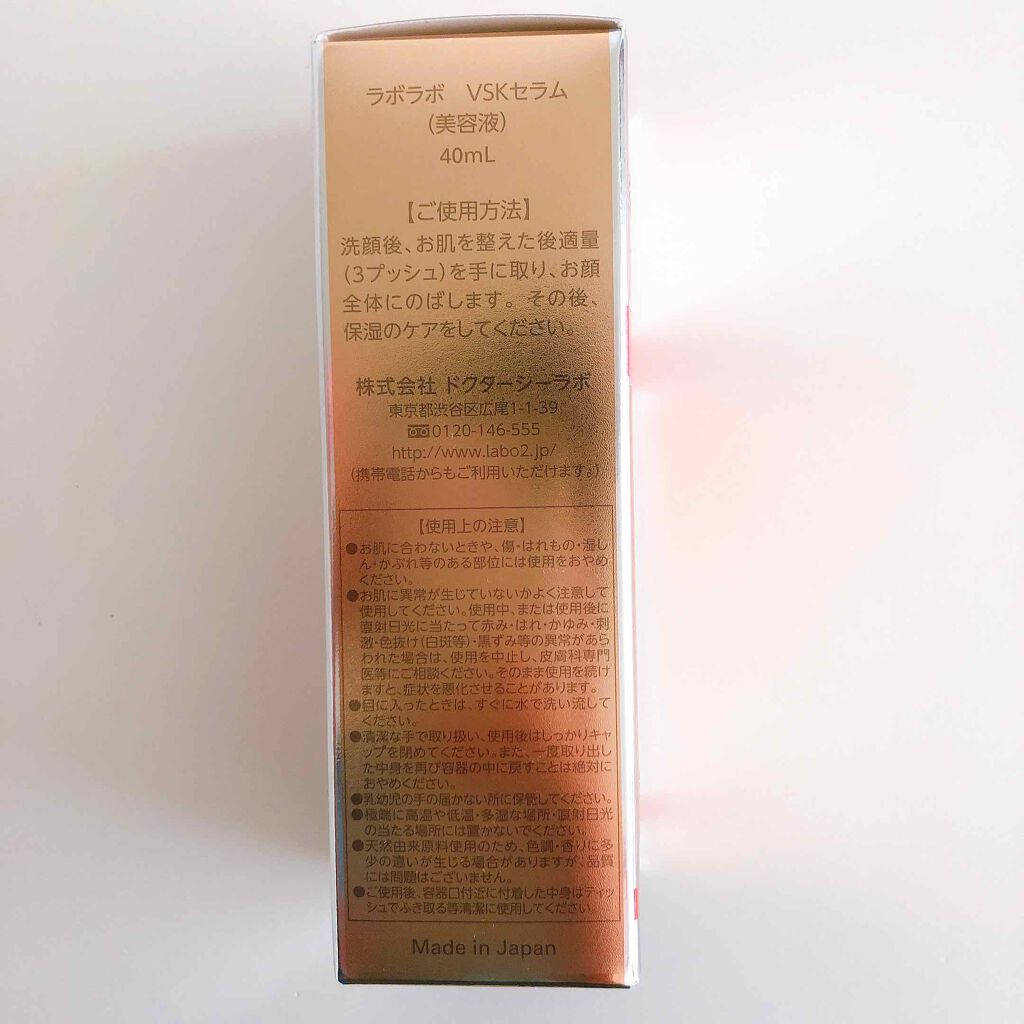 ラボラボ　VSKセラム
（美容液）
40mL
【ご使用方法】
洗顔後、お肌を整えた後適量
（3プッシュ）を手に取り、お顔
全体にのばします。その後、
保湿のケアをしてください。
株式会社 ドクターシーラボ
東京都渋谷区広尾1-1-39
0120-146-555
http://www.labo2.jp/
（携帯電話からもご利用いただけます。）
【使用上の注意】
●お肌に合わないときや、傷・はれもの・湿し
ん・かぶれ等のある部位には使用をおやめ
ください。
●お肌に異常が生じていないかよく注意して
使用してください。使用中、または使用後に
直射日光に当たって赤み・はれ・かゆみ・刺
激・色抜け（白斑等）・黒ずみ等の異常があら
われた場合は、使用を中止し、皮膚科専門
医等にご相談ください。そのまま使用を続け
ますと、症状を悪化させることがあります。
●目に入ったときは、すぐに水で洗い流して
ください。
●清潔な手で取り扱い、使用後はしっかりキャ
ップを閉めてください。また、一度取り出し
た中身を再び容器の中に戻すことは絶対に
おやめください。
●乳幼児の手の届かない所に保管してください。
●極端に高温や低温・多湿な場所・直射日光
の当たる場所には置かないでください。
●天然由来原料使用のため、色調・香りに多
少の違いが生じる場合がありますが、品質
には問題はございません。
●ご使用後、容器口付近に付着した中身はティッ
シュでふき取る等清潔に使用してください。
Made in Japan